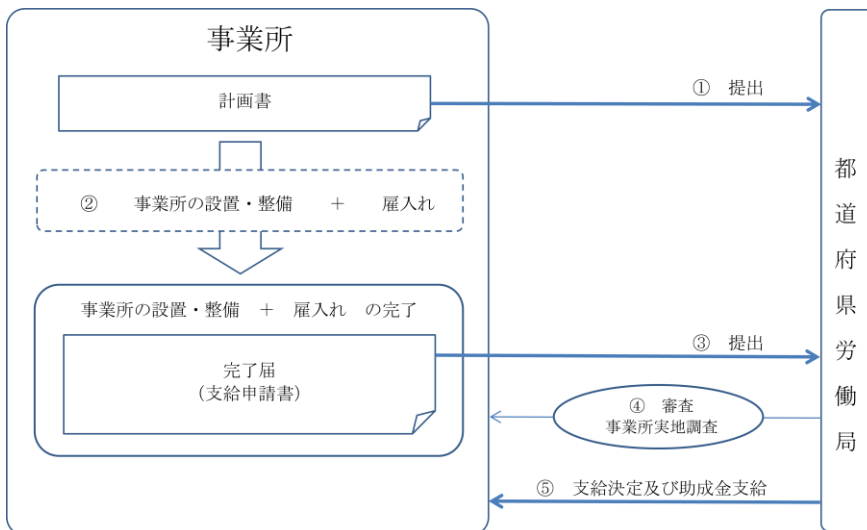 事業所
計画書
① 提出
② 事業所の設置・整備 ＋ 雇入れ
事業所の設置・整備 ＋ 雇入れ の完了
完了届
（支給申請書）
③ 提出
④ 審査
事業所実地調査
⑤ 支給決定及び助成金支給
都道府県労働局